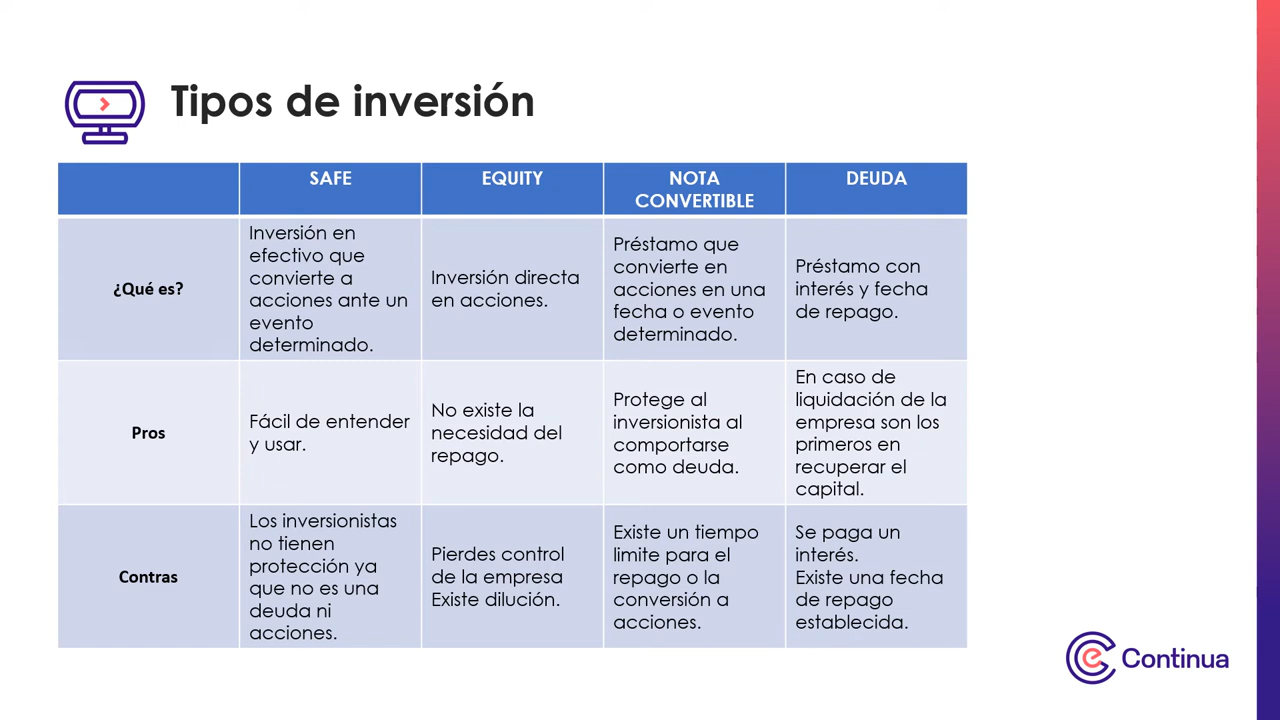 Tipos de inversión
SAFE
EQUITY
NOTA
CONVERTIBLE
DEUDA
¿Qué es?
Inversión en
efectivo que
convierte a
acciones ante un
evento
determinado.
Inversión directa
en acciones.
Préstamo que
convierte en
acciones en una
fecha o evento
determinado.
Préstamo con
interés y fecha
de repago.
Pros
Fácil de entender
y usar.
No existe la
necesidad del
repago.
Protege al
inversionista al
comportarse
como deuda.
En caso de
liquidación de la
empresa son los
primeros en
recuperar el
capital.
Contras
Los inversionistas
no tienen
protección ya
que no es una
deuda ni
acciones.
Pierdes control
de la empresa
Existe dilución.
Existe un tiempo
limite para el
repago o la
conversión a
acciones.
Se paga un
interés.
Existe una fecha
de repago
establecida.
Continua